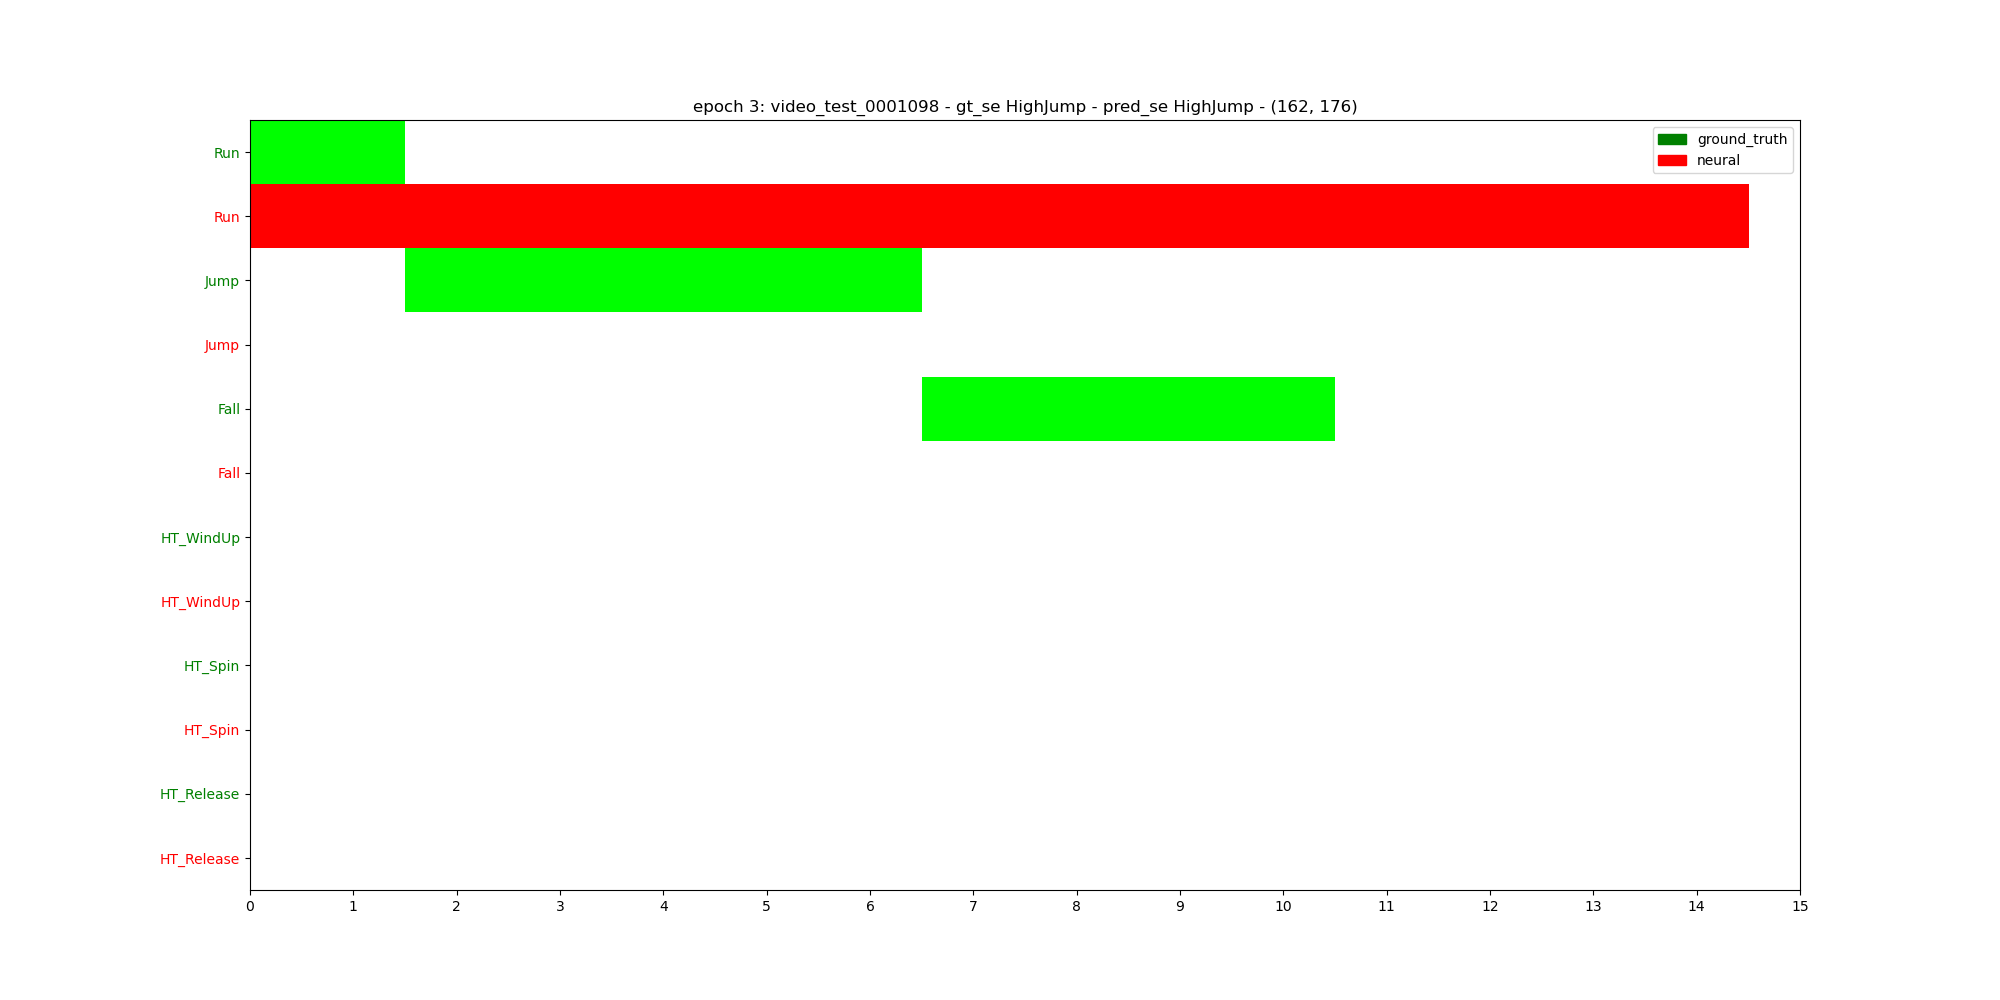 epoch 3: video_test_0001098 - gt_se HighJump - pred_se HighJump - (162, 176)
ground_truth
neural
Run
Run
Jump
Jump
Fall
Fall
HT_WindUp
HT_WindUp
HT_Spin
HT_Spin
HT_Release
HT_Release
0 1 2 3 4 5 6 7 8 9 10 11 12 13 14 15